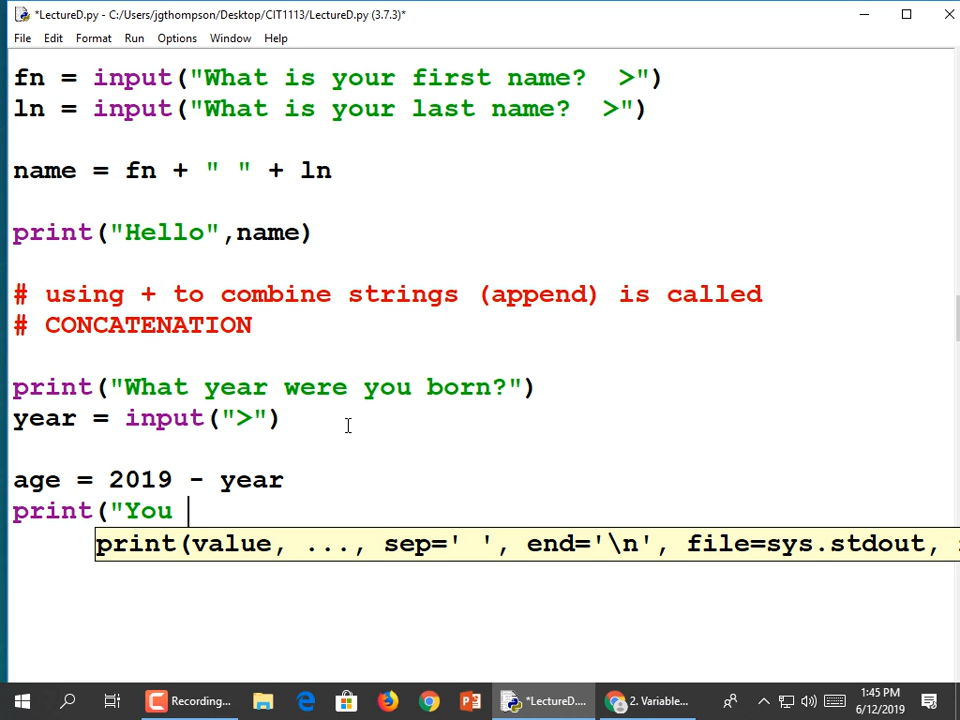 *LectureD.py - C:/Users/jgthompson/Desktop/CIT1113/LectureD.py (3.7.3)*
File Edit Format Run Options Window Help
fn = input("What is your first name?  >")
ln = input("What is your last name?  >")
name = fn + " " + ln
print("Hello",name)
# using + to combine strings (append) is called
# CONCATENATION
print("What year were you born?")
year = input(">")
age = 2019 - year
print("You
print(value, ..., sep=' ', end='\n', file=sys.stdout,
Recording... *LectureD.... 2. Variable... 1:45 PM
6/12/2019